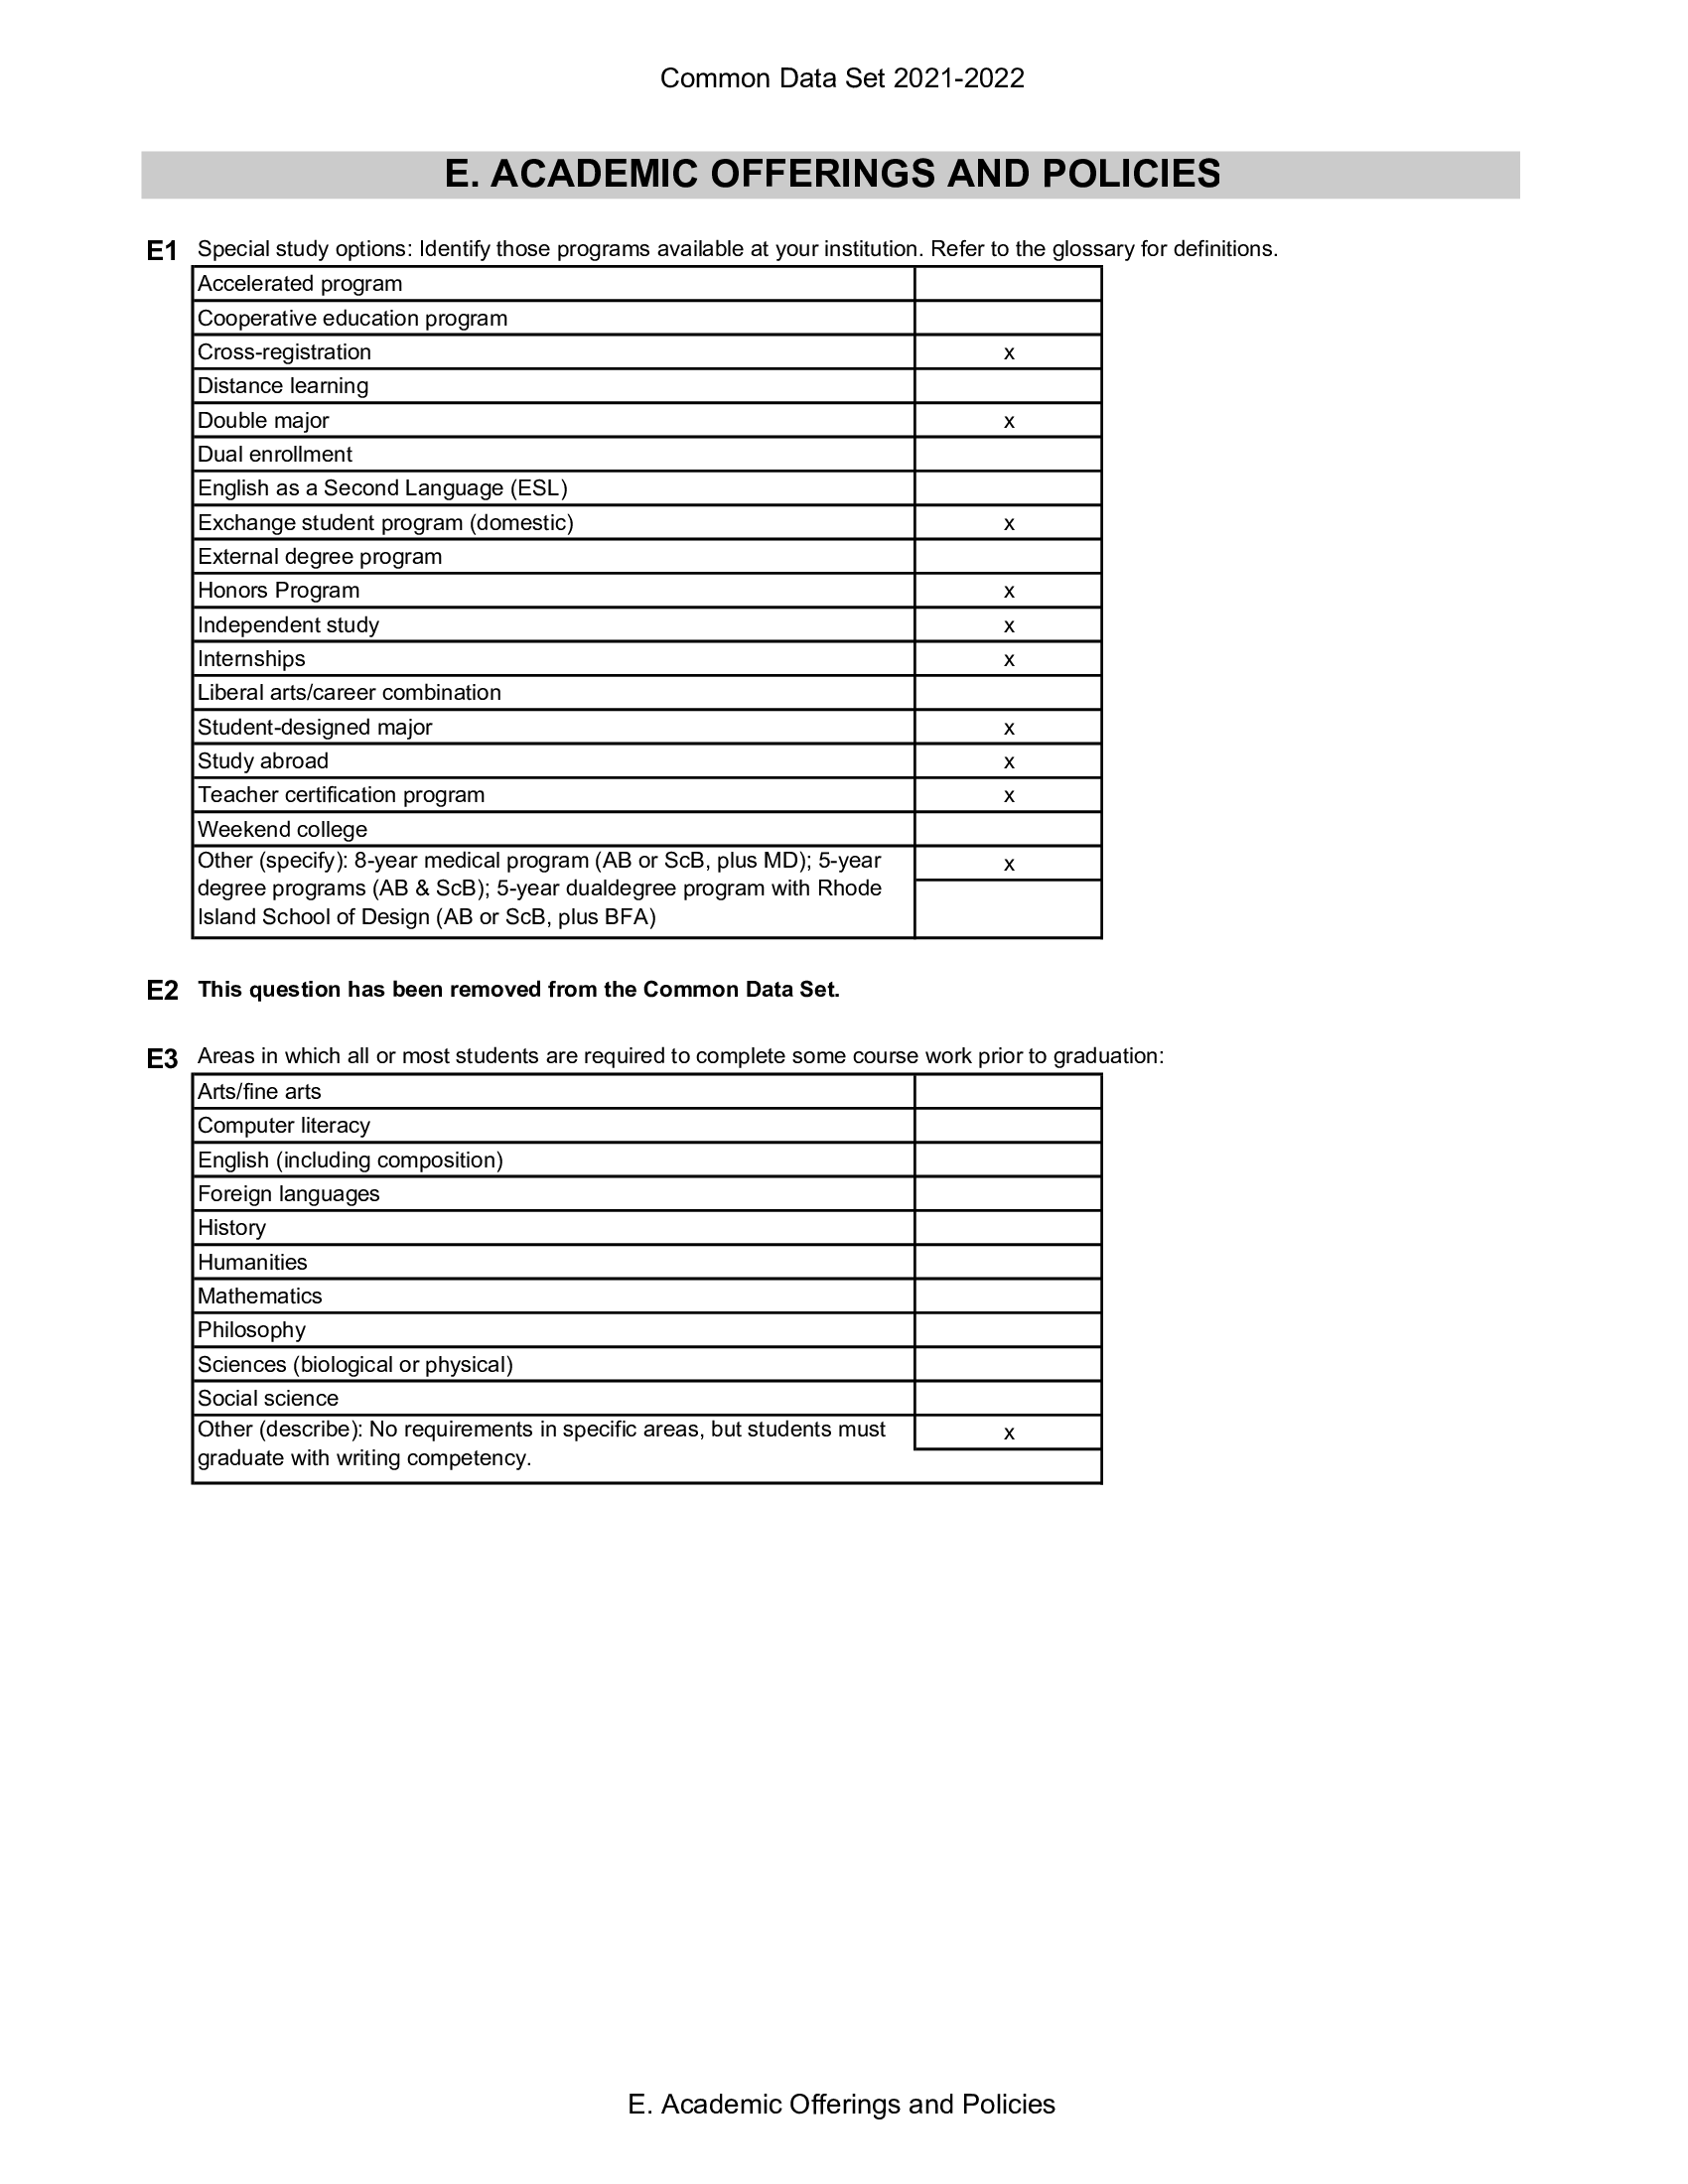 Common Data Set 2021-2022
E. ACADEMIC OFFERINGS AND POLICIES
E1 Special study options: Identify those programs available at your institution. Refer to the glossary for definitions.
Accelerated program
Cooperative education program
Cross-registration x
Distance learning
Double major x
Dual enrollment
English as a Second Language (ESL)
Exchange student program (domestic) x
External degree program
Honors Program x
Independent study x
Internships x
Liberal arts/career combination
Student-designed major x
Study abroad x
Teacher certification program x
Weekend college
Other (specify): 8-year medical program (AB or ScB, plus MD); 5-year x
degree programs (AB & ScB); 5-year dualdegree program with Rhode
Island School of Design (AB or ScB, plus BFA)
E2 This question has been removed from the Common Data Set.
E3 Areas in which all or most students are required to complete some course work prior to graduation:
Arts/fine arts
Computer literacy
English (including composition)
Foreign languages
History
Humanities
Mathematics
Philosophy
Sciences (biological or physical)
Social science
Other (describe): No requirements in specific areas, but students must x
graduate with writing competency.
E. Academic Offerings and Policies